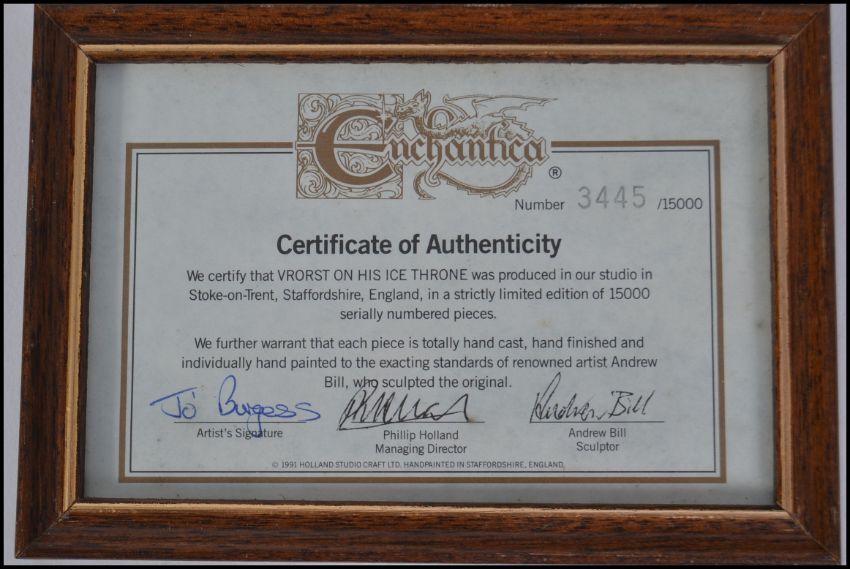 Enchantica
®
Number 3445 /15000
Certificate of Authenticity
We certify that VRORST ON HIS ICE THRONE was produced in our studio in
Stoke-on-Trent, Staffordshire, England, in a strictly limited edition of 15000
serially numbered pieces.
We further warrant that each piece is totally hand cast, hand finished and
individually hand painted to the exacting standards of renowned artist Andrew
Bill, who sculpted the original.
Jo Burgess
Andrew Bill
Artist's Signature
Phillip Holland
Managing Director
Andrew Bill
Sculptor
© 1991 HOLLAND STUDIO CRAFT LTD. HANDPAINTED IN STAFFORDSHIRE, ENGLAND,